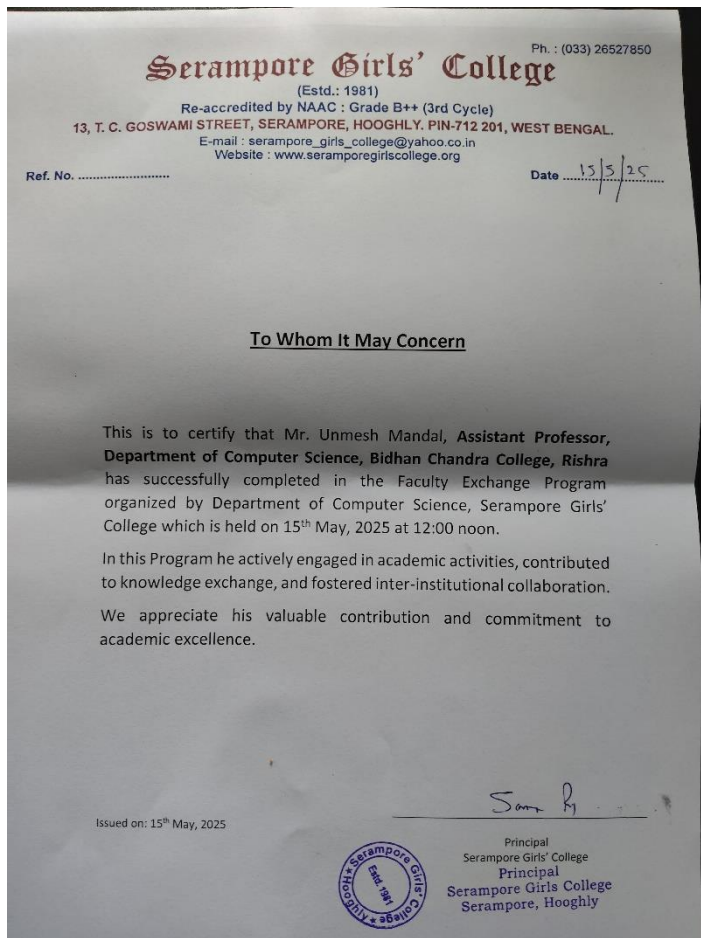 Ph. : (033) 26527850
Serampore Girls' College
(Estd.: 1981)
Re-accredited by NAAC : Grade B++ (3rd Cycle)
13, T. C. GOSWAMI STREET, SERAMPORE, HOOGHLY. PIN-712 201, WEST BENGAL.
E-mail : serampore_girls_college@yahoo.co.in
Website : www.seramporegirlscollege.org
Ref. No. ............................ Date 15/5/25
To Whom It May Concern
This is to certify that Mr. Unmesh Mandal, Assistant Professor,
Department of Computer Science, Bidhan Chandra College, Rishra
has successfully completed in the Faculty Exchange Program
organized by Department of Computer Science, Serampore Girls'
College which is held on 15th May, 2025 at 12:00 noon.
In this Program he actively engaged in academic activities, contributed
to knowledge exchange, and fostered inter-institutional collaboration.
We appreciate his valuable contribution and commitment to
academic excellence.
Issued on: 15th May, 2025
Principal
Serampore Girls' College
Principal
Serampore Girls College
Serampore, Hooghly
Serampore Girls' College ★ Hooghly ★
Estd. 1981